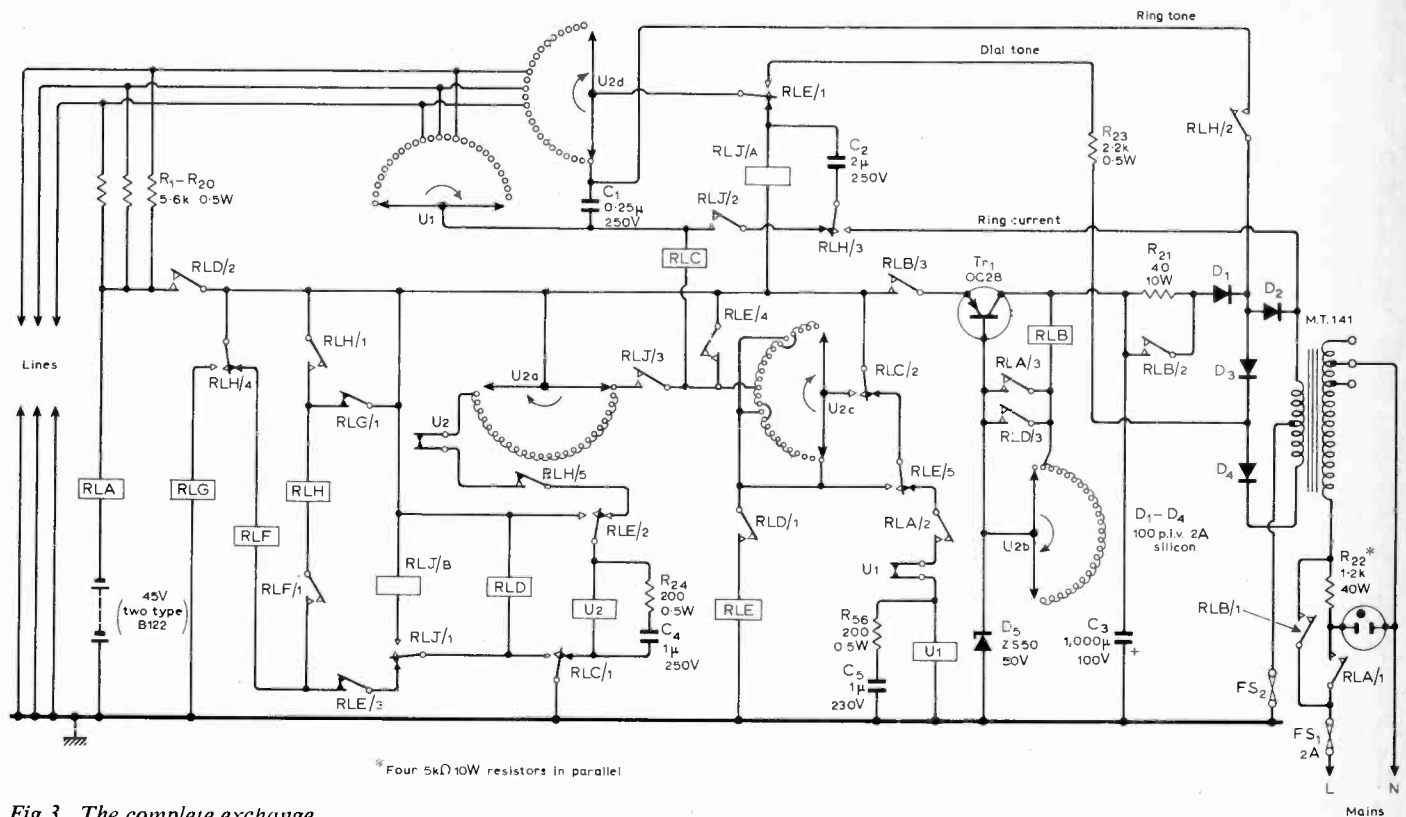 Ring tone
Dial tone
U2d
RLE/1
RLH/2
R23
2·2k
0·5W
RLJ/A
C2
2μ
250V
R1–R20
5·6k 0·5W
U1
C1
0·25μ
250V
RLJ/2
RLH/3
Ring current
RLC
R21
40
10W
D1
D2
RLD/2
RLB/3
Tr1
OC28
M.T.141
RLE/4
RLB
Lines
RLH/4
RLH/1
RLJ/3
RLA/3
RLB/2
D3
U2a
RLC/2
U2c
RLG/1
U2
RLD/3
RLH/5
RLE/5
D4
RLA
RLG
RLH
RLE/2
RLD/1
RLA/2
U2b
D1–D4
100 p.i.v. 2A
silicon
RLF
RLJ/B
RLD
U1
R22*
1·2k
40W
45V
(two type
B122)
RLF/1
U2
R24
200
0·5W
RLE
R56
200
0·5W
D5
ZS50
50V
C3
1,000μ
100V
+
RLB/1
RLJ/1
C4
1μ
250V
U1
RLC/1
RLE/3
C5
1μ
230V
FS2
RLA/1
FS1
2A
*Four 5kΩ 10W resistors in parallel
L
N
Mains
Fig 3. The complete exchange